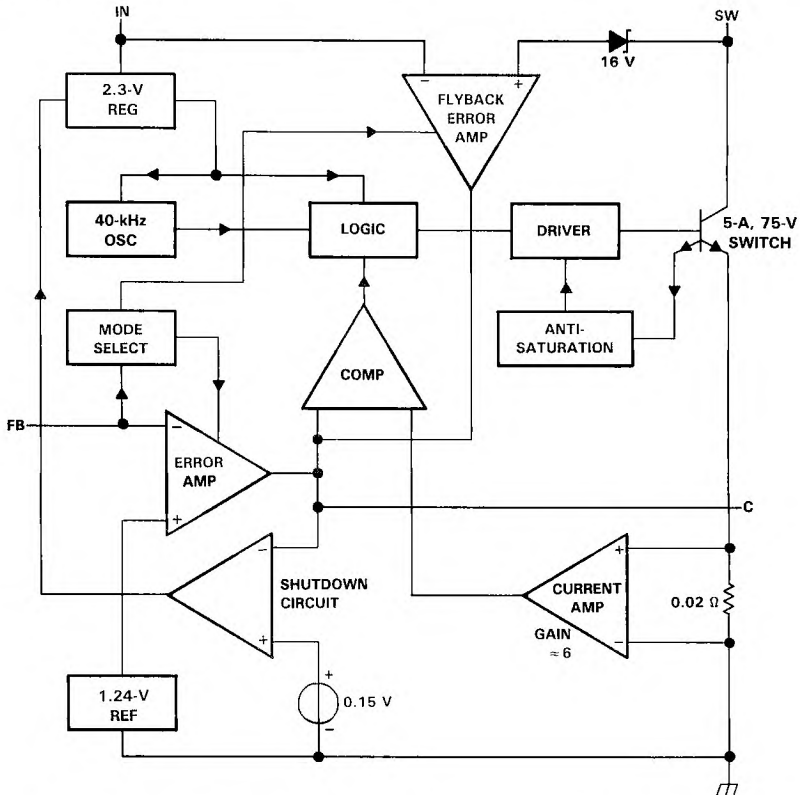 IN
SW
16 V
2.3-V
REG
− +
FLYBACK
ERROR
AMP
40-kHz
OSC
LOGIC
DRIVER
5-A, 75-V
SWITCH
MODE
SELECT
ANTI-
SATURATION
COMP
FB
−
ERROR
AMP
+
C
−
SHUTDOWN
CIRCUIT
+
+
CURRENT
AMP
−
GAIN
≈ 6
0.02 Ω
1.24-V
REF
+
0.15 V
−